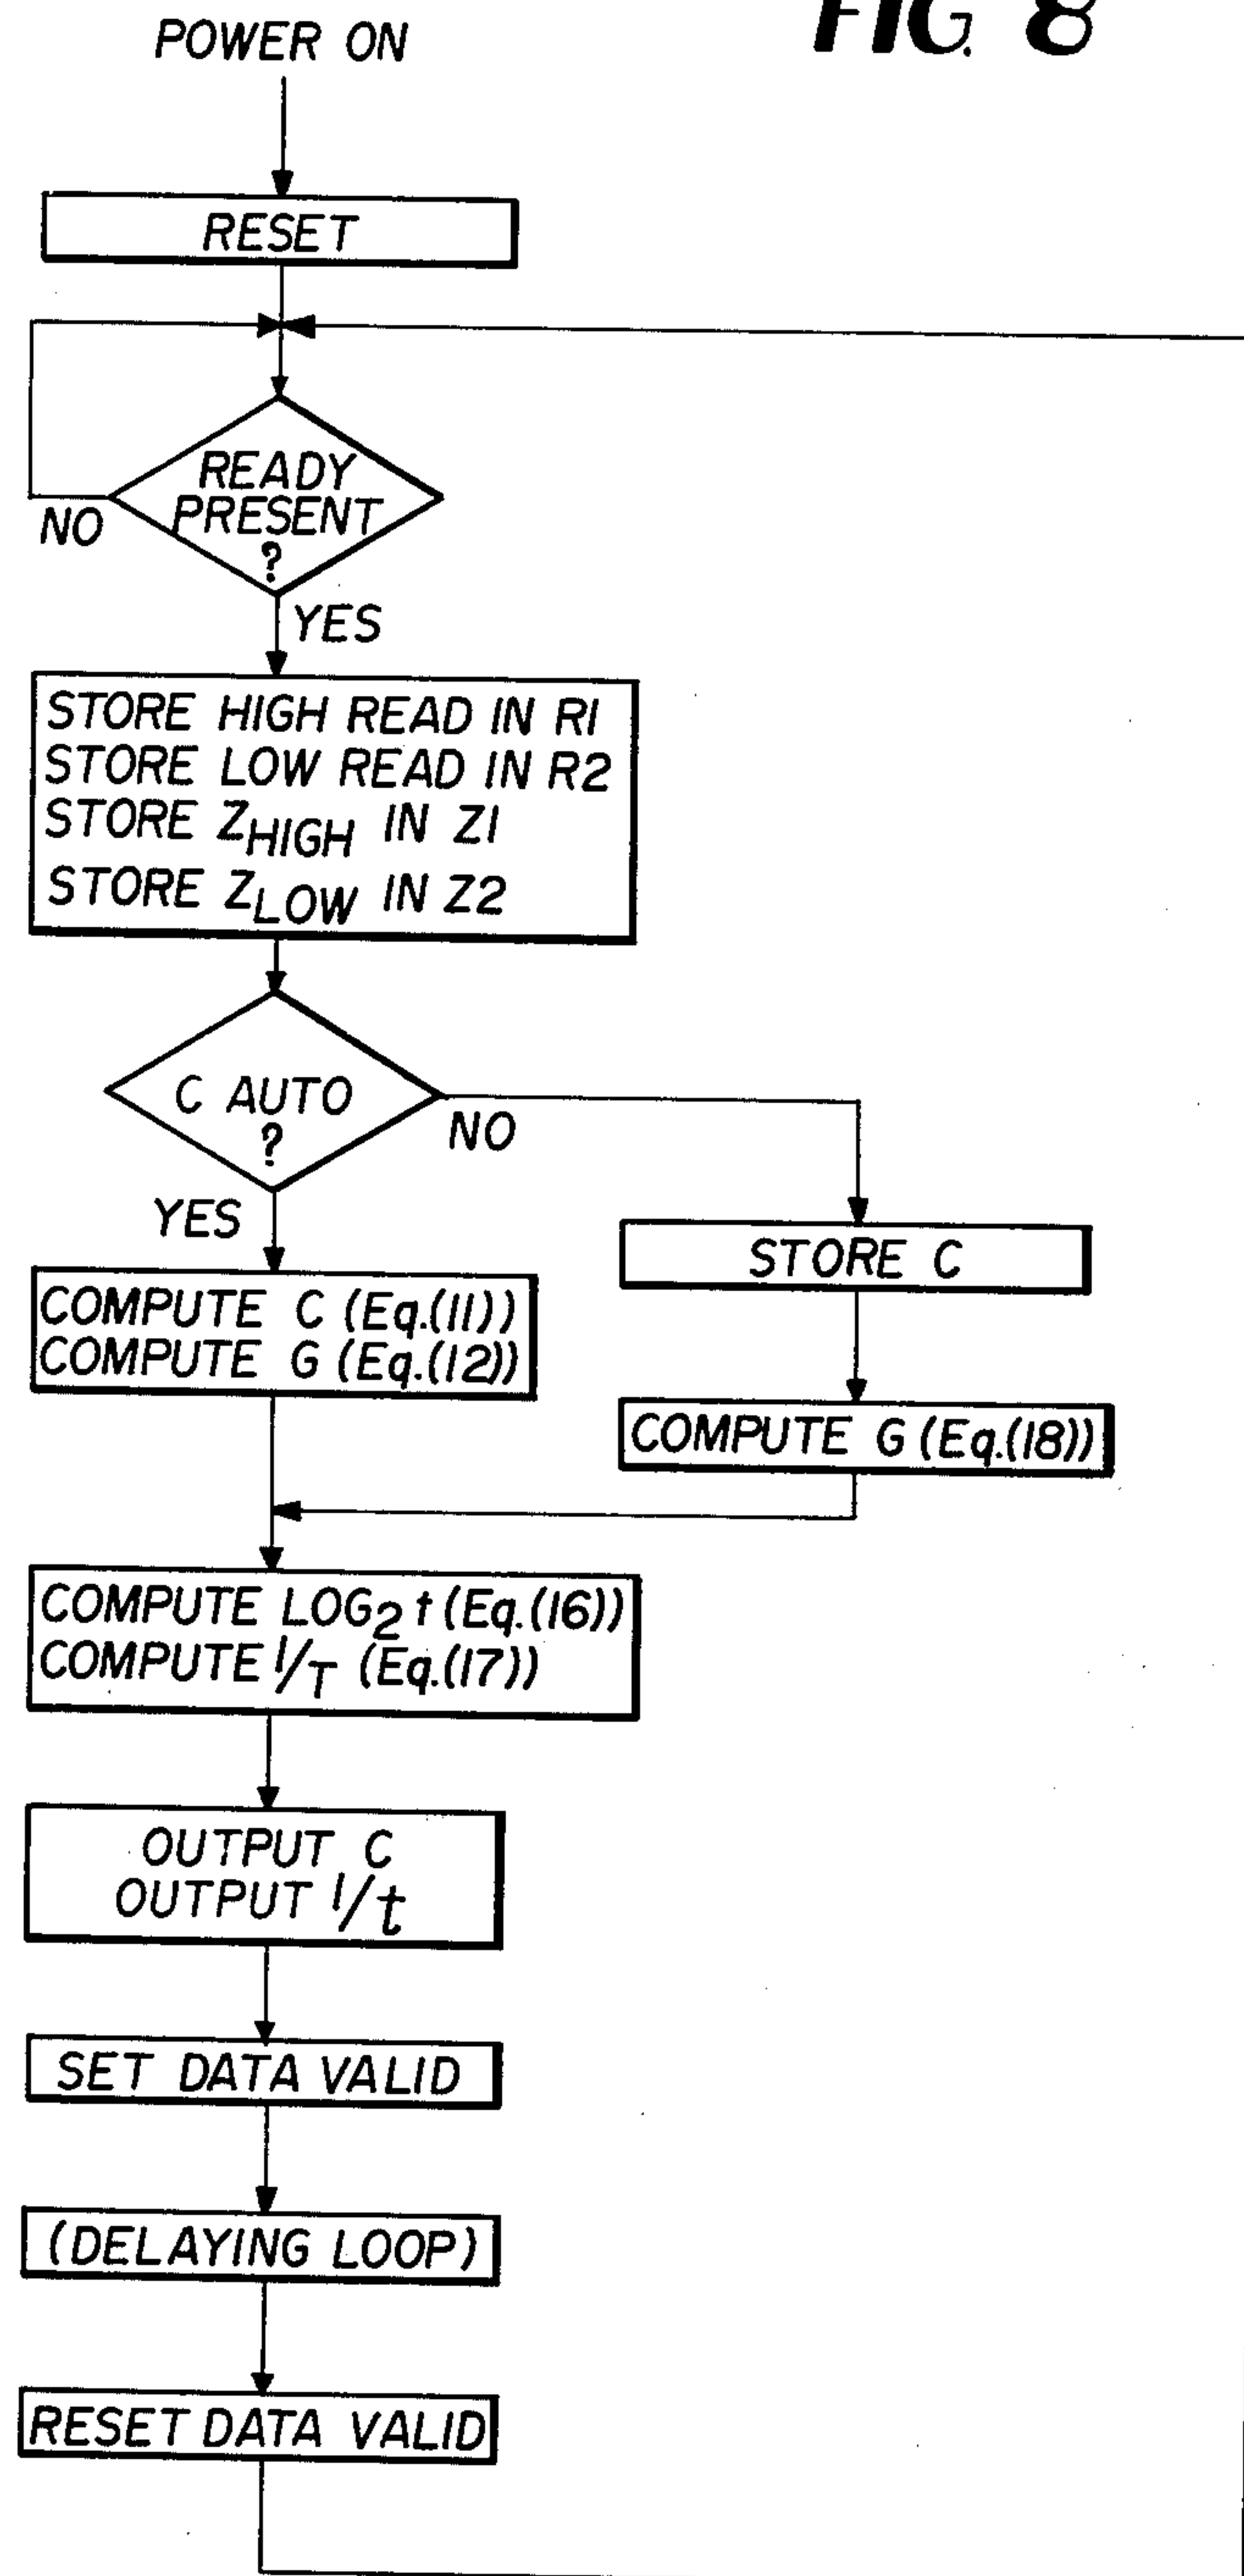 FIG. 8
POWER ON
RESET
READY
PRESENT
?
NO
YES
STORE HIGH READ IN R1
STORE LOW READ IN R2
STORE ZHIGH IN Z1
STORE ZLOW IN Z2
C AUTO
?
NO
YES
STORE C
COMPUTE C (Eq.(11))
COMPUTE G (Eq.(12))
COMPUTE G (Eq.(18))
COMPUTE LOG2 t (Eq.(16))
COMPUTE 1/T (Eq.(17))
OUTPUT C
OUTPUT 1/t
SET DATA VALID
(DELAYING LOOP)
RESET DATA VALID